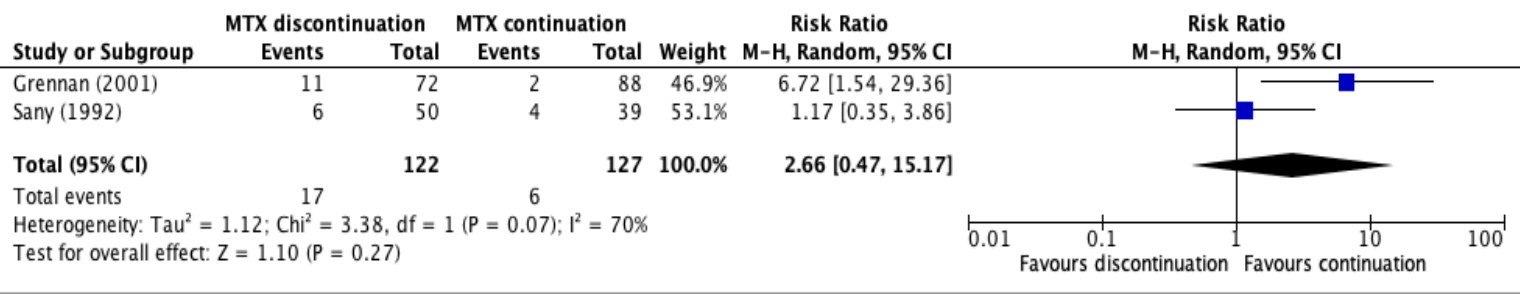 MTX discontinuation MTX continuation Risk Ratio Risk Ratio
Study or Subgroup Events Total Events Total Weight M-H, Random, 95% CI M-H, Random, 95% CI
Grennan (2001) 11 72 2 88 46.9% 6.72 [1.54, 29.36]
Sany (1992) 6 50 4 39 53.1% 1.17 [0.35, 3.86]
Total (95% CI) 122 127 100.0% 2.66 [0.47, 15.17]
Total events 17 6
Heterogeneity: Tau² = 1.12; Chi² = 3.38, df = 1 (P = 0.07); I² = 70%
Test for overall effect: Z = 1.10 (P = 0.27)
0.01 0.1 1 10 100
Favours discontinuation Favours continuation